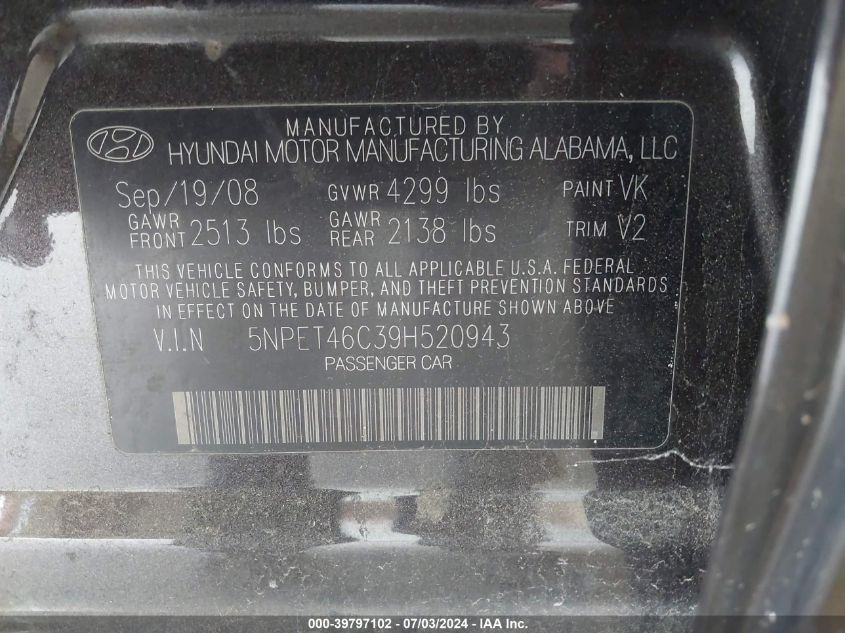 MANUFACTURED BY
HYUNDAI MOTOR MANUFACTURING ALABAMA, LLC
Sep/19/08 GVWR 4299 lbs PAINT VK
GAWR FRONT 2513 lbs GAWR REAR 2138 lbs TRIM V2
THIS VEHICLE CONFORMS TO ALL APPLICABLE U.S.A. FEDERAL
MOTOR VEHICLE SAFETY, BUMPER, AND THEFT PREVENTION STANDARDS
IN EFFECT ON THE DATE OF MANUFACTURE SHOWN ABOVE
V.I.N 5NPET46C39H520943
PASSENGER CAR
000-39797102 - 07/03/2024 - IAA Inc.